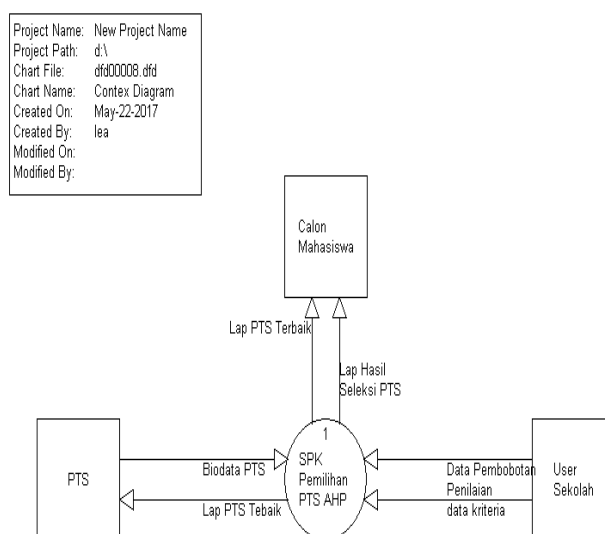 Project Name: New Project Name
Project Path: d:\
Chart File: dfd00008.dfd
Chart Name: Contex Diagram
Created On: May-22-2017
Created By: lea
Modified On:
Modified By:
Calon
Mahasiswa
Lap PTS Terbaik
Lap Hasil
Seleksi PTS
1
SPK
Pemilihan
PTS AHP
PTS
Biodata PTS
Lap PTS Tebaik
Data Pembobotan
Penilaian
data kriteria
User
Sekolah